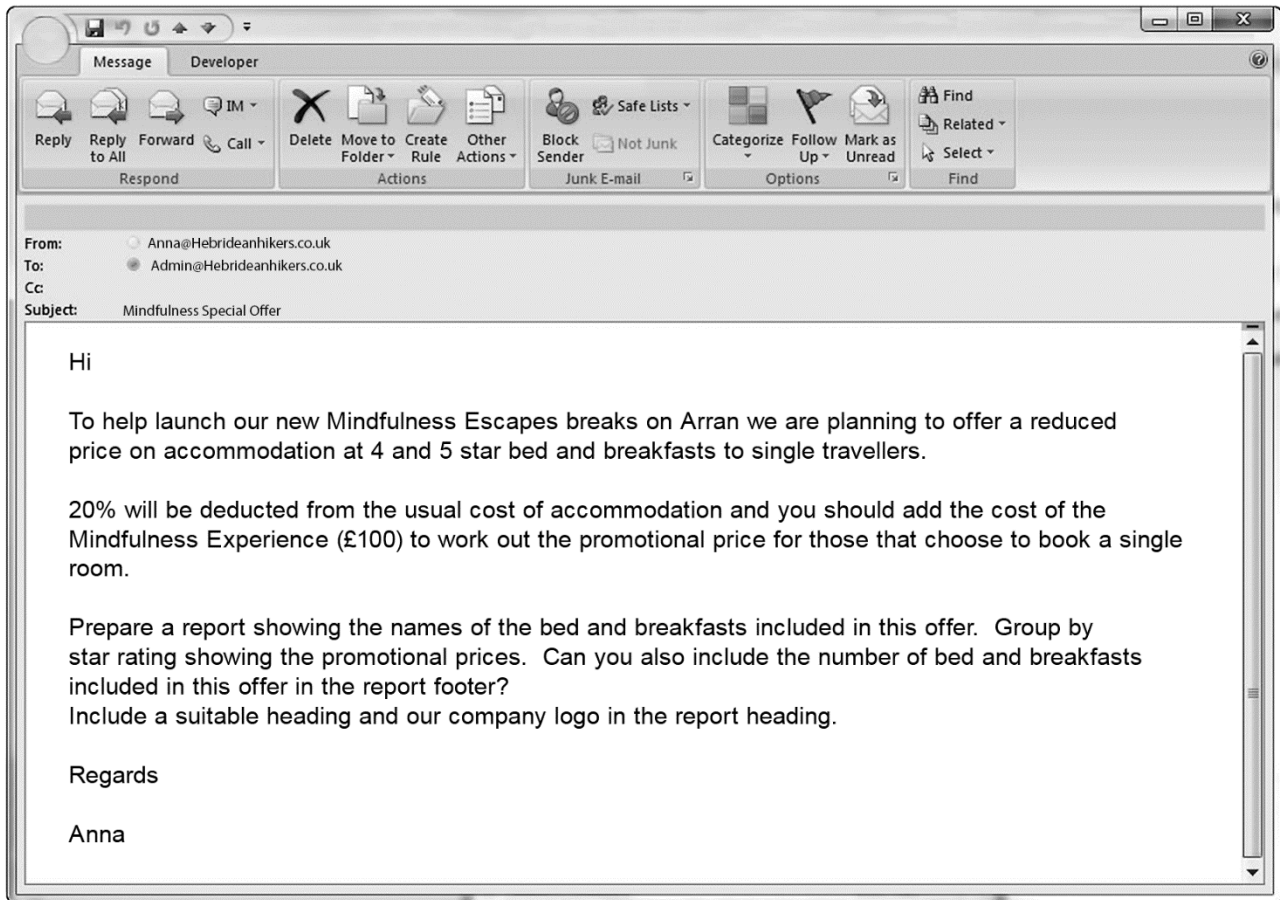 Message Developer
Reply
Reply to All
Forward
IM
Call
Respond
Delete
Move to Folder
Create Rule
Other Actions
Actions
Block Sender
Safe Lists
Not Junk
Junk E-mail
Categorize
Follow Up
Mark as Unread
Options
Find
Related
Select
Find
From: Anna@Hebrideanhikers.co.uk
To: Admin@Hebrideanhikers.co.uk
Cc:
Subject: Mindfulness Special Offer
Hi
To help launch our new Mindfulness Escapes breaks on Arran we are planning to offer a reduced
price on accommodation at 4 and 5 star bed and breakfasts to single travellers.
20% will be deducted from the usual cost of accommodation and you should add the cost of the
Mindfulness Experience (£100) to work out the promotional price for those that choose to book a single
room.
Prepare a report showing the names of the bed and breakfasts included in this offer.  Group by
star rating showing the promotional prices.  Can you also include the number of bed and breakfasts
included in this offer in the report footer?
Include a suitable heading and our company logo in the report heading.
Regards
Anna